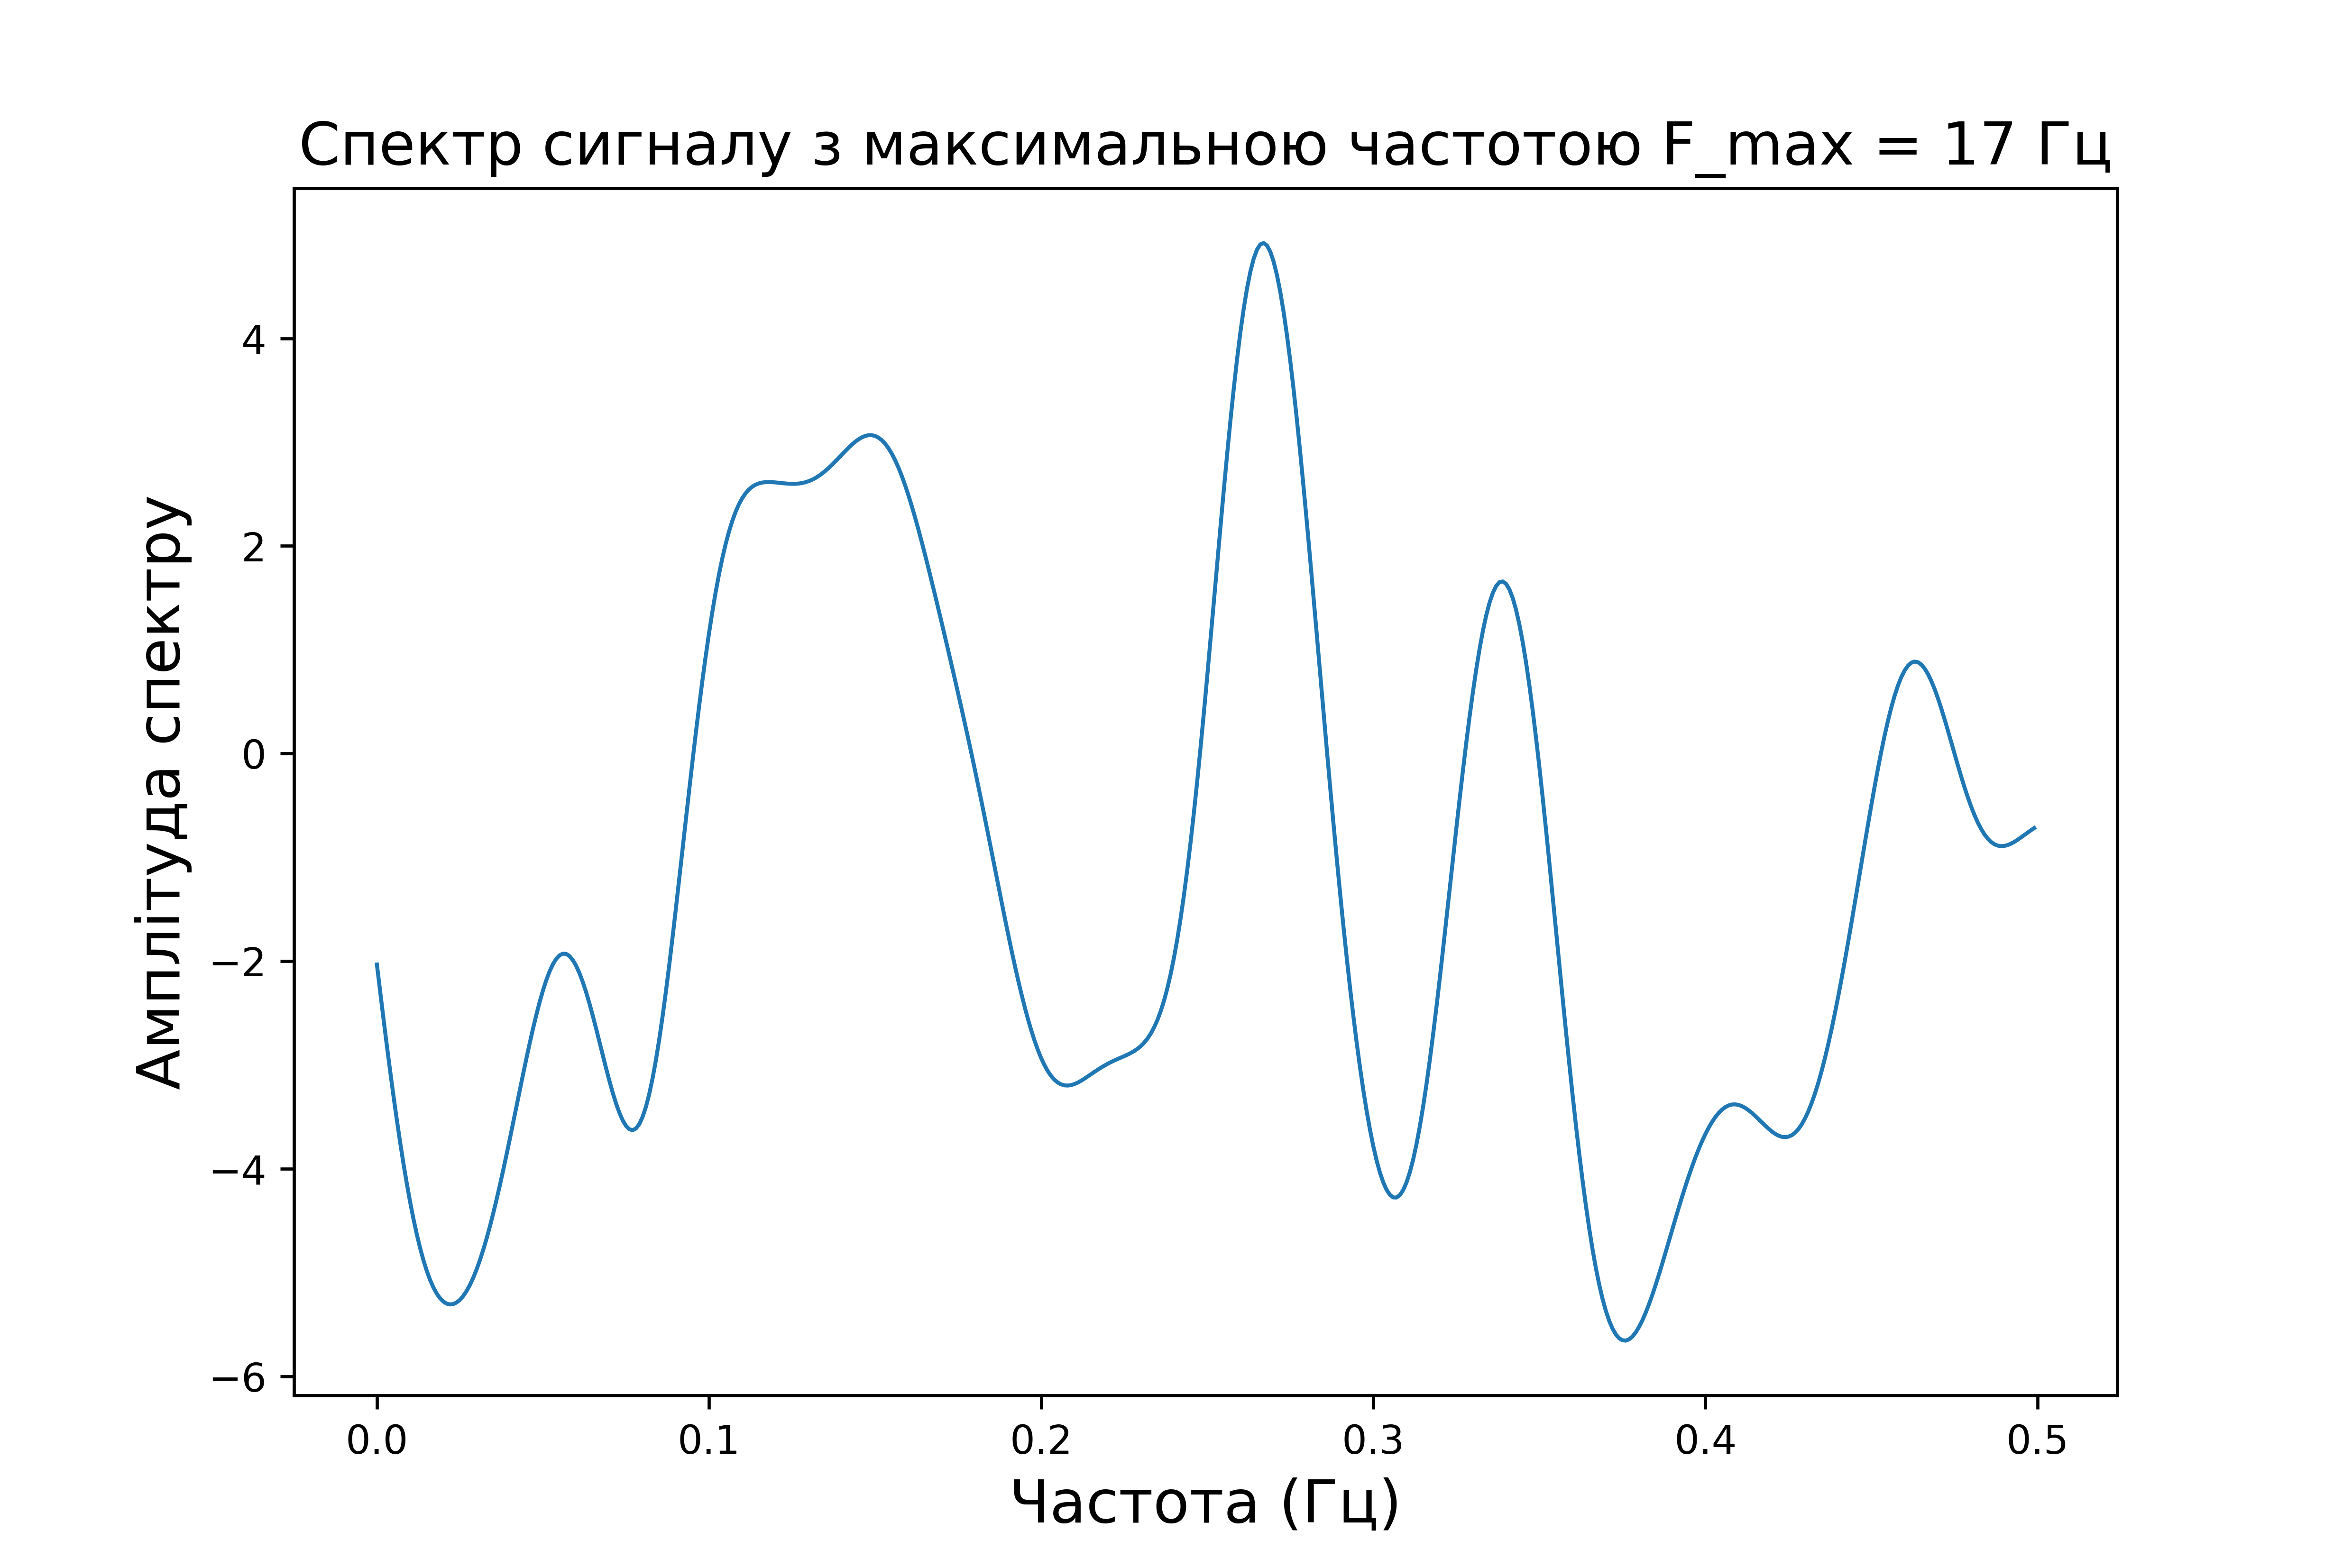 Спектр сигналу з максимальною частотою F_max = 17 Гц
Амплітуда спектру
4
2
0
−2
−4
−6
0.0 0.1 0.2 0.3 0.4 0.5
Частота (Гц)